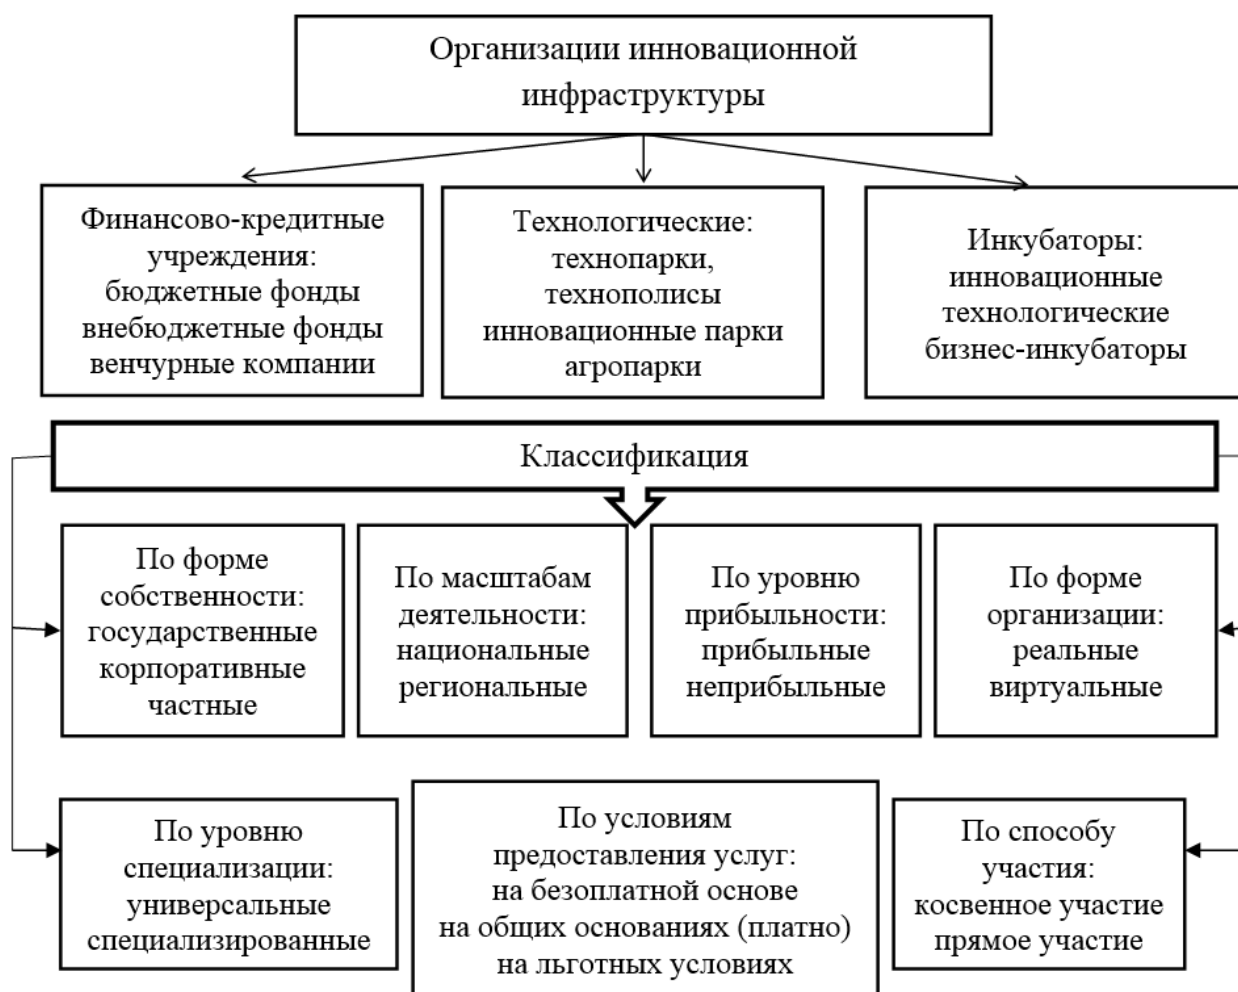 Организации инновационной
инфраструктуры
Финансово-кредитные
учреждения:
бюджетные фонды
внебюджетные фонды
венчурные компании
Технологические:
технопарки,
технополисы
инновационные парки
агропарки
Инкубаторы:
инновационные
технологические
бизнес-инкубаторы
Классификация
По форме
собственности:
государственные
корпоративные
частные
По масштабам
деятельности:
национальные
региональные
По уровню
прибыльности:
прибыльные
неприбыльные
По форме
организации:
реальные
виртуальные
По уровню
специализации:
универсальные
специализированные
По условиям
предоставления услуг:
на безоплатной основе
на общих основаниях (платно)
на льготных условиях
По способу
участия:
косвенное участие
прямое участие